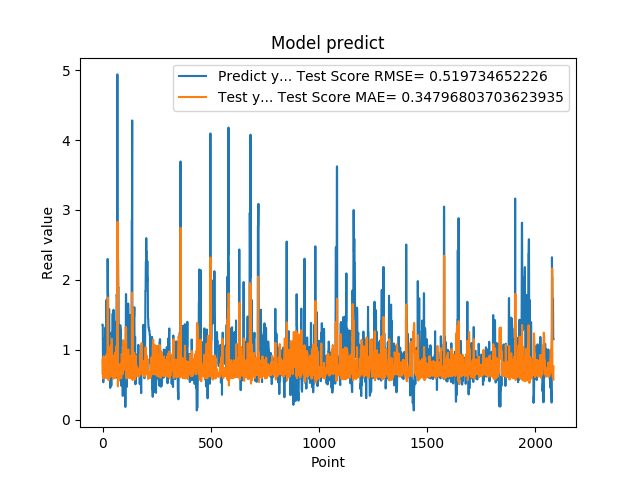 Model predict
Predict y... Test Score RMSE= 0.519734652226
Test y... Test Score MAE= 0.34796803703623935
Real value
5
4
3
2
1
0
0 500 1000 1500 2000
Point